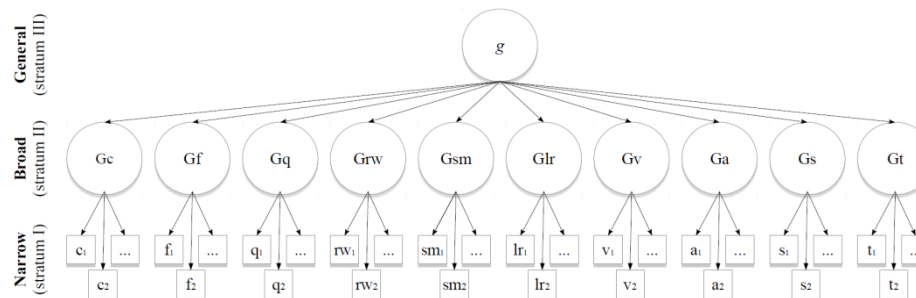 General
(stratum III)
g
Broad
(stratum II)
Gc Gf Gq Grw Gsm Glr Gv Ga Gs Gt
Narrow
(stratum I)
c₁ ... f₁ ... q₁ ... rw₁ ... sm₁ ... lr₁ ... v₁ ... a₁ ... s₁ ... t₁ ...
c₂ f₂ q₂ rw₂ sm₂ lr₂ v₂ a₂ s₂ t₂